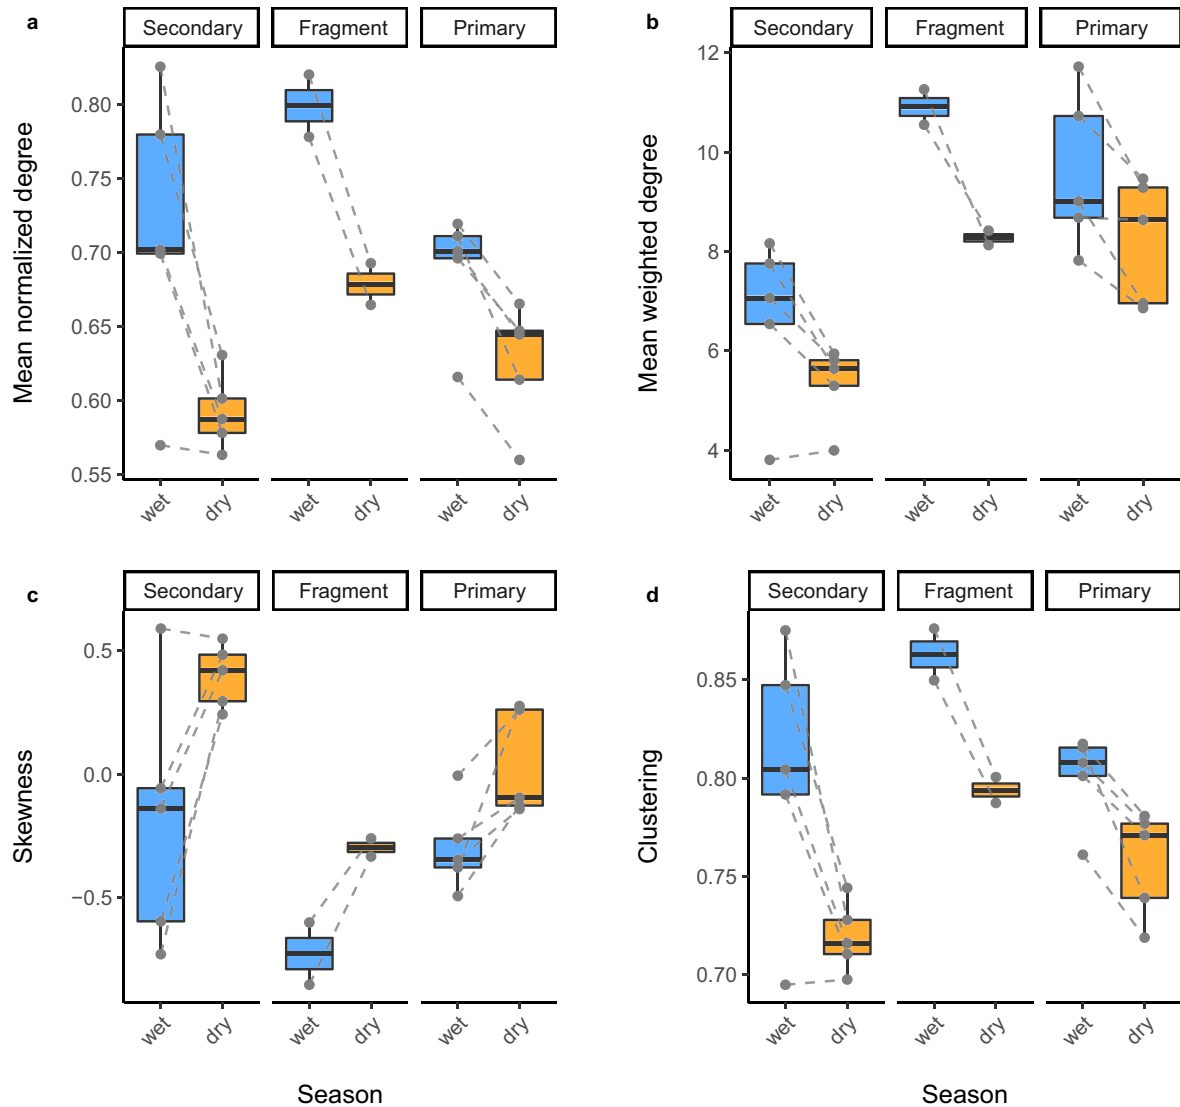 a
Secondary Fragment Primary
Mean normalized degree
0.80
0.75
0.70
0.65
0.60
0.55
wet dry wet dry wet dry
b
Secondary Fragment Primary
Mean weighted degree
12
10
8
6
4
wet dry wet dry wet dry
c
Secondary Fragment Primary
Skewness
0.5
0.0
−0.5
wet dry wet dry wet dry
Season
d
Secondary Fragment Primary
Clustering
0.85
0.80
0.75
0.70
wet dry wet dry wet dry
Season